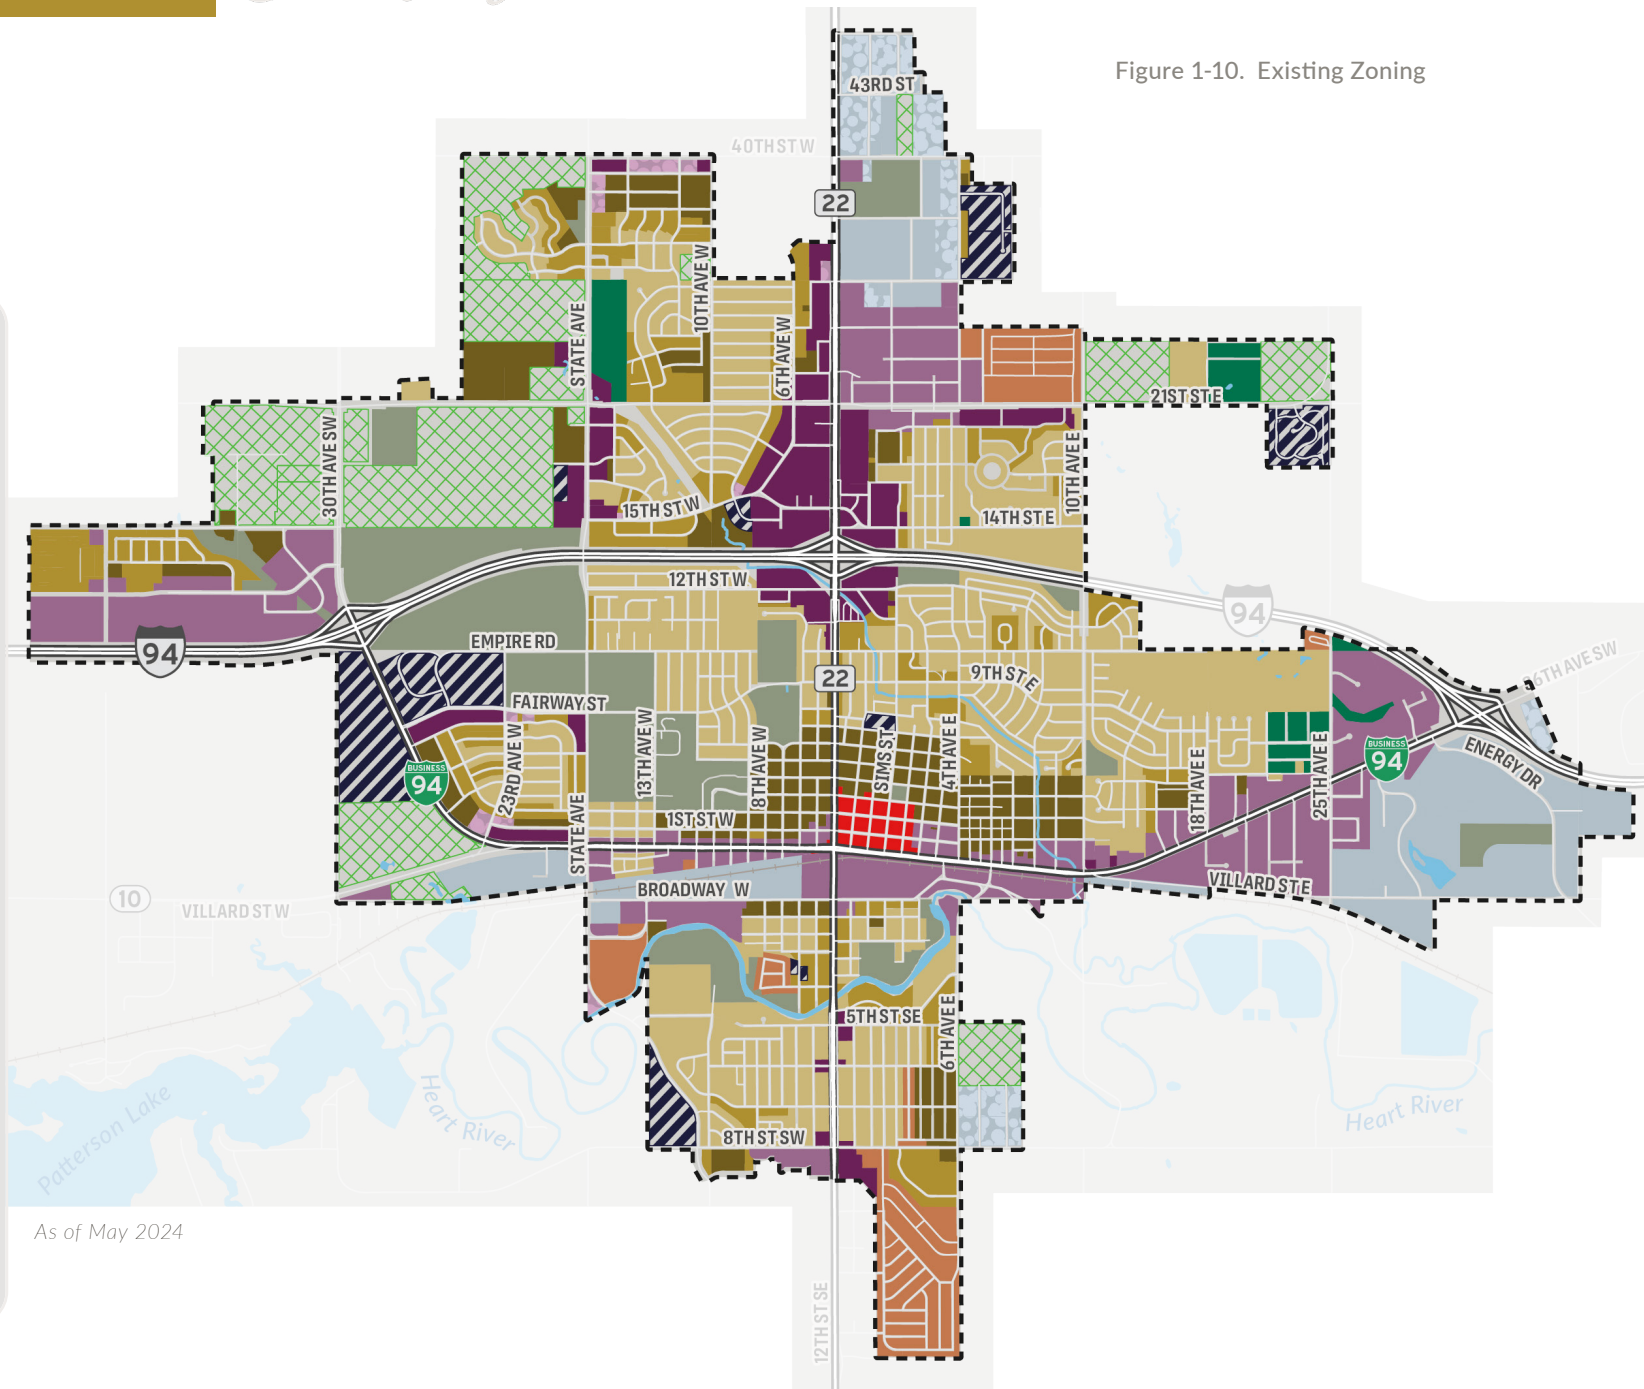 Figure 1-10. Existing Zoning
43RD ST
40TH ST W
22
10TH AVE W
STATE AVE
6TH AVE W
21ST ST E
30TH AVE SW
10TH AVE E
15TH ST W
14TH ST E
12TH ST W
94
94
EMPIRE RD
22
9TH ST E
FAIRWAY ST
13TH AVE W
8TH AVE W
SIMS ST
4TH AVE E
23RD AVE W
BUSINESS
94
BUSINESS
94
ENERGY DR
18TH AVE E
25TH AVE E
1ST ST W
STATE AVE
BROADWAY W
VILLARD ST E
10
VILLARD ST W
5TH ST SE
6TH AVE E
Heart River
Heart River
Patterson Lake
8TH ST SW
As of May 2024
12TH ST SE